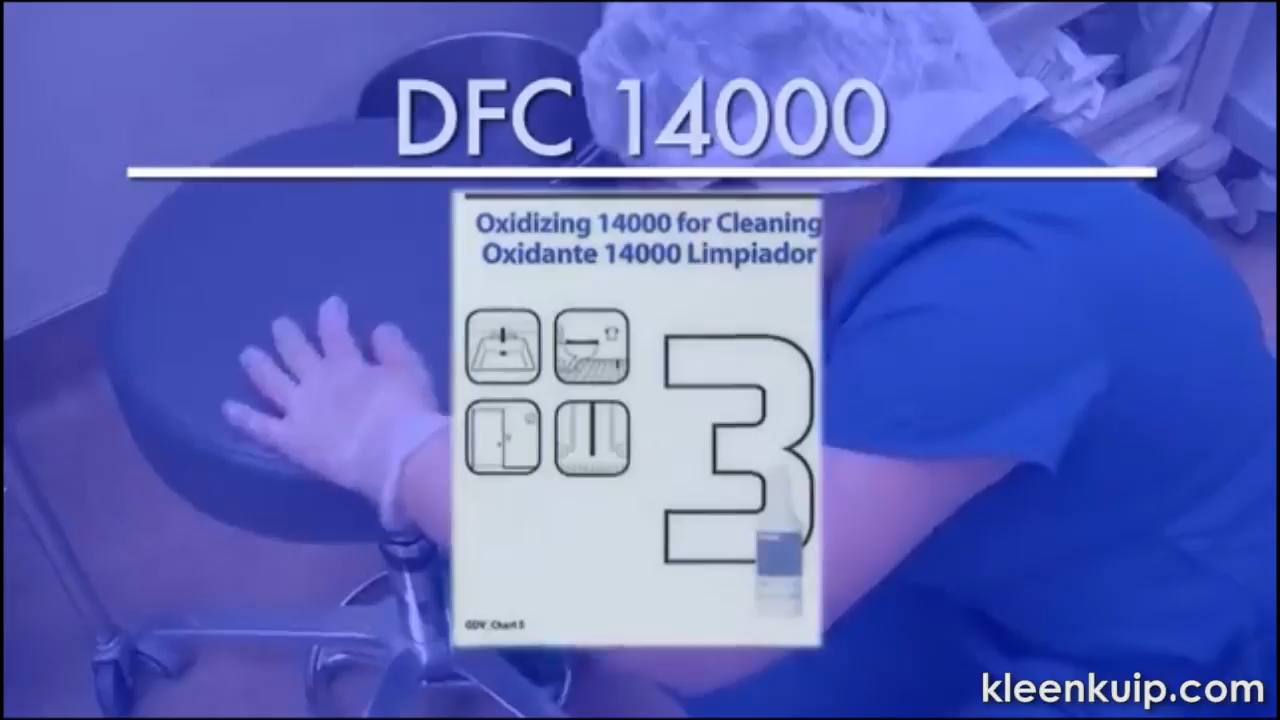 DFC 14000
Oxidizing 14000 for Cleaning
Oxidante 14000 Limpiador
3
kleenkuip.com